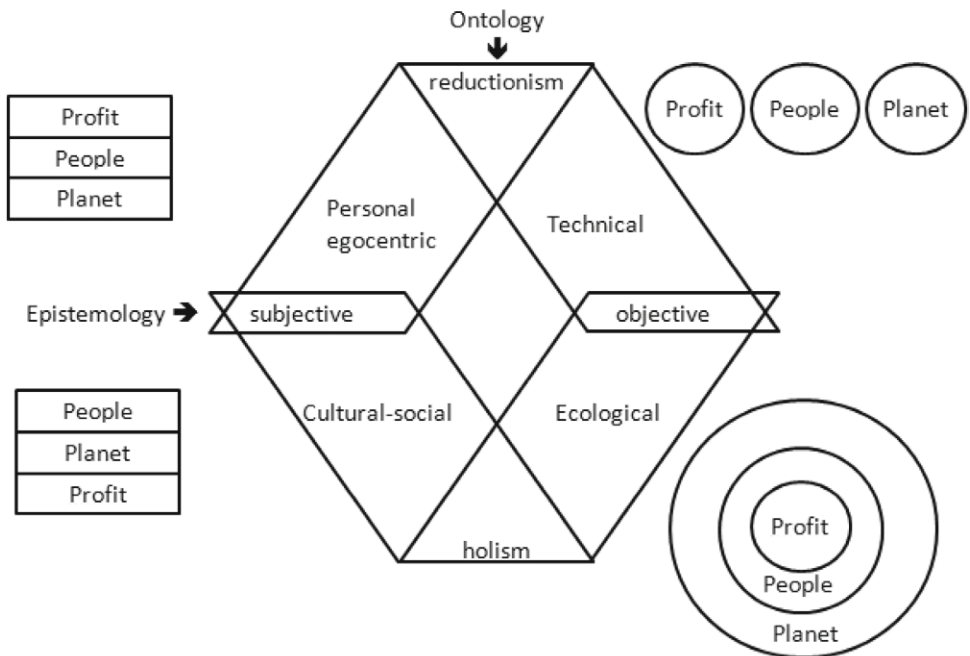 Ontology
reductionism
Profit
People
Planet
Profit
People
Planet
Personal
egocentric
Technical
Epistemology
subjective
objective
People
Planet
Profit
Cultural-social
Ecological
holism
Profit
People
Planet